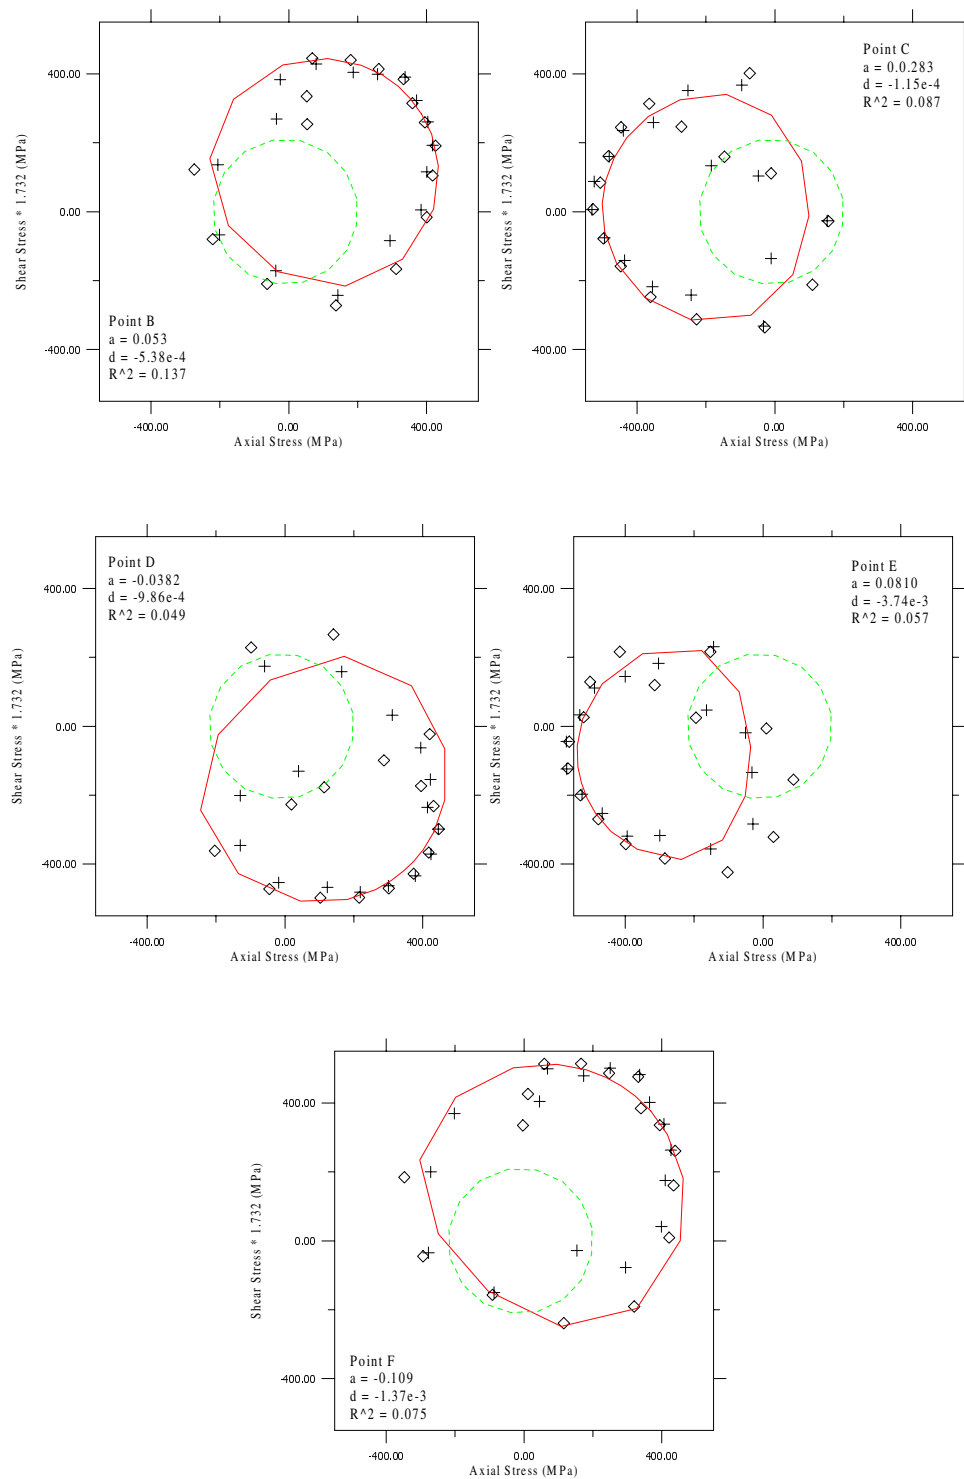 400.00
0.00
-400.00
Shear Stress * 1.732 (MPa)
Point B
a = 0.053
d = -5.38e-4
R^2 = 0.137
-400.00 0.00 400.00
Axial Stress (MPa)
400.00
0.00
-400.00
Shear Stress * 1.732 (MPa)
Point C
a = 0.0.283
d = -1.15e-4
R^2 = 0.087
-400.00 0.00 400.00
Axial Stress (MPa)
400.00
0.00
-400.00
Shear Stress * 1.732 (MPa)
Point D
a = -0.0382
d = -9.86e-4
R^2 = 0.049
-400.00 0.00 400.00
Axial Stress (MPa)
400.00
0.00
-400.00
Shear Stress * 1.732 (MPa)
Point E
a = 0.0810
d = -3.74e-3
R^2 = 0.057
-400.00 0.00 400.00
Axial Stress (MPa)
400.00
0.00
-400.00
Shear Stress * 1.732 (MPa)
Point F
a = -0.109
d = -1.37e-3
R^2 = 0.075
-400.00 0.00 400.00
Axial Stress (MPa)